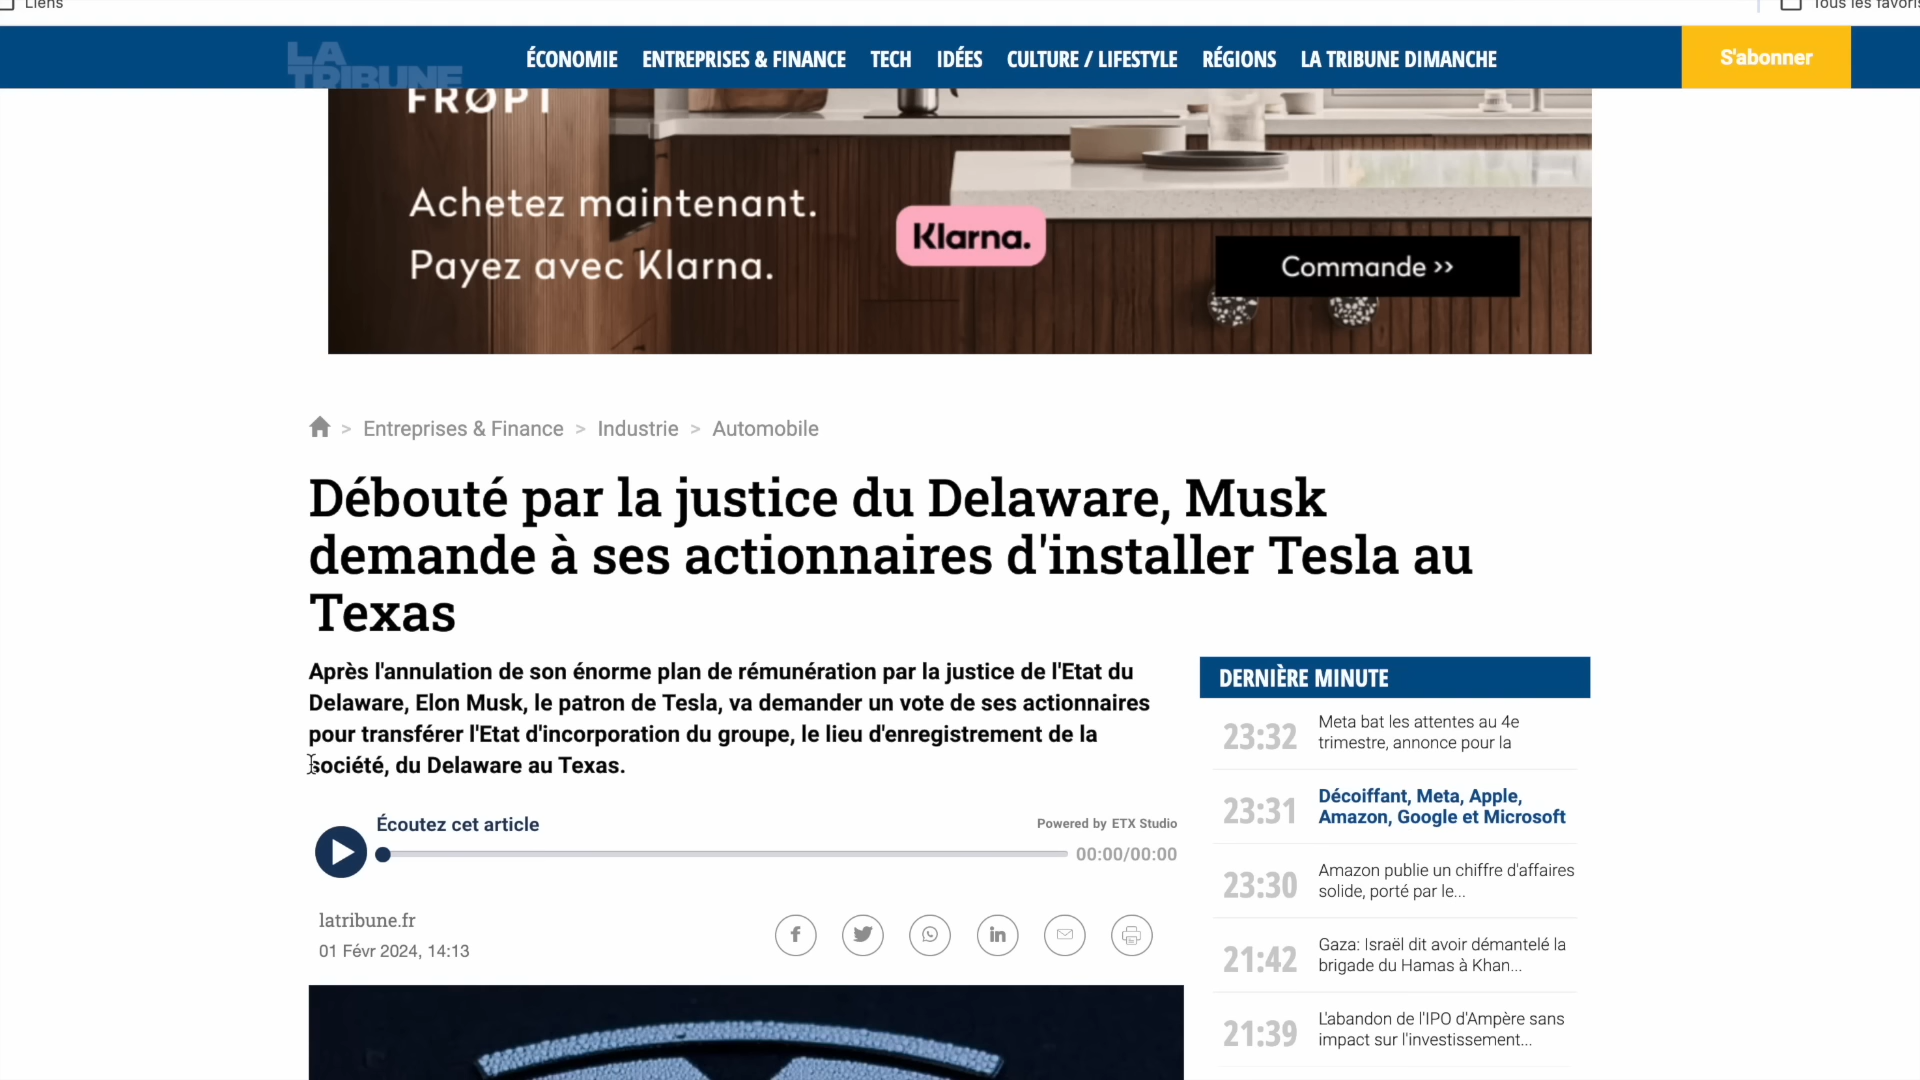 Liens
Tous les favoris
LA TRIBUNE
ÉCONOMIE ENTREPRISES & FINANCE TECH IDÉES CULTURE / LIFESTYLE RÉGIONS LA TRIBUNE DIMANCHE
S'abonner
FRØPT
Achetez maintenant.
Payez avec Klarna.
Klarna.
Commande >>
> Entreprises & Finance > Industrie > Automobile
Débouté par la justice du Delaware, Musk
demande à ses actionnaires d'installer Tesla au
Texas
Après l'annulation de son énorme plan de rémunération par la justice de l'Etat du
Delaware, Elon Musk, le patron de Tesla, va demander un vote de ses actionnaires
pour transférer l'Etat d'incorporation du groupe, le lieu d'enregistrement de la
société, du Delaware au Texas.
Écoutez cet article
Powered by ETX Studio
00:00/00:00
latribune.fr
01 Févr 2024, 14:13
DERNIÈRE MINUTE
23:32
Meta bat les attentes au 4e
trimestre, annonce pour la
23:31
Décoiffant, Meta, Apple,
Amazon, Google et Microsoft
23:30
Amazon publie un chiffre d'affaires
solide, porté par le...
21:42
Gaza: Israël dit avoir démantelé la
brigade du Hamas à Khan...
21:39
L'abandon de l'IPO d'Ampère sans
impact sur l'investissement...